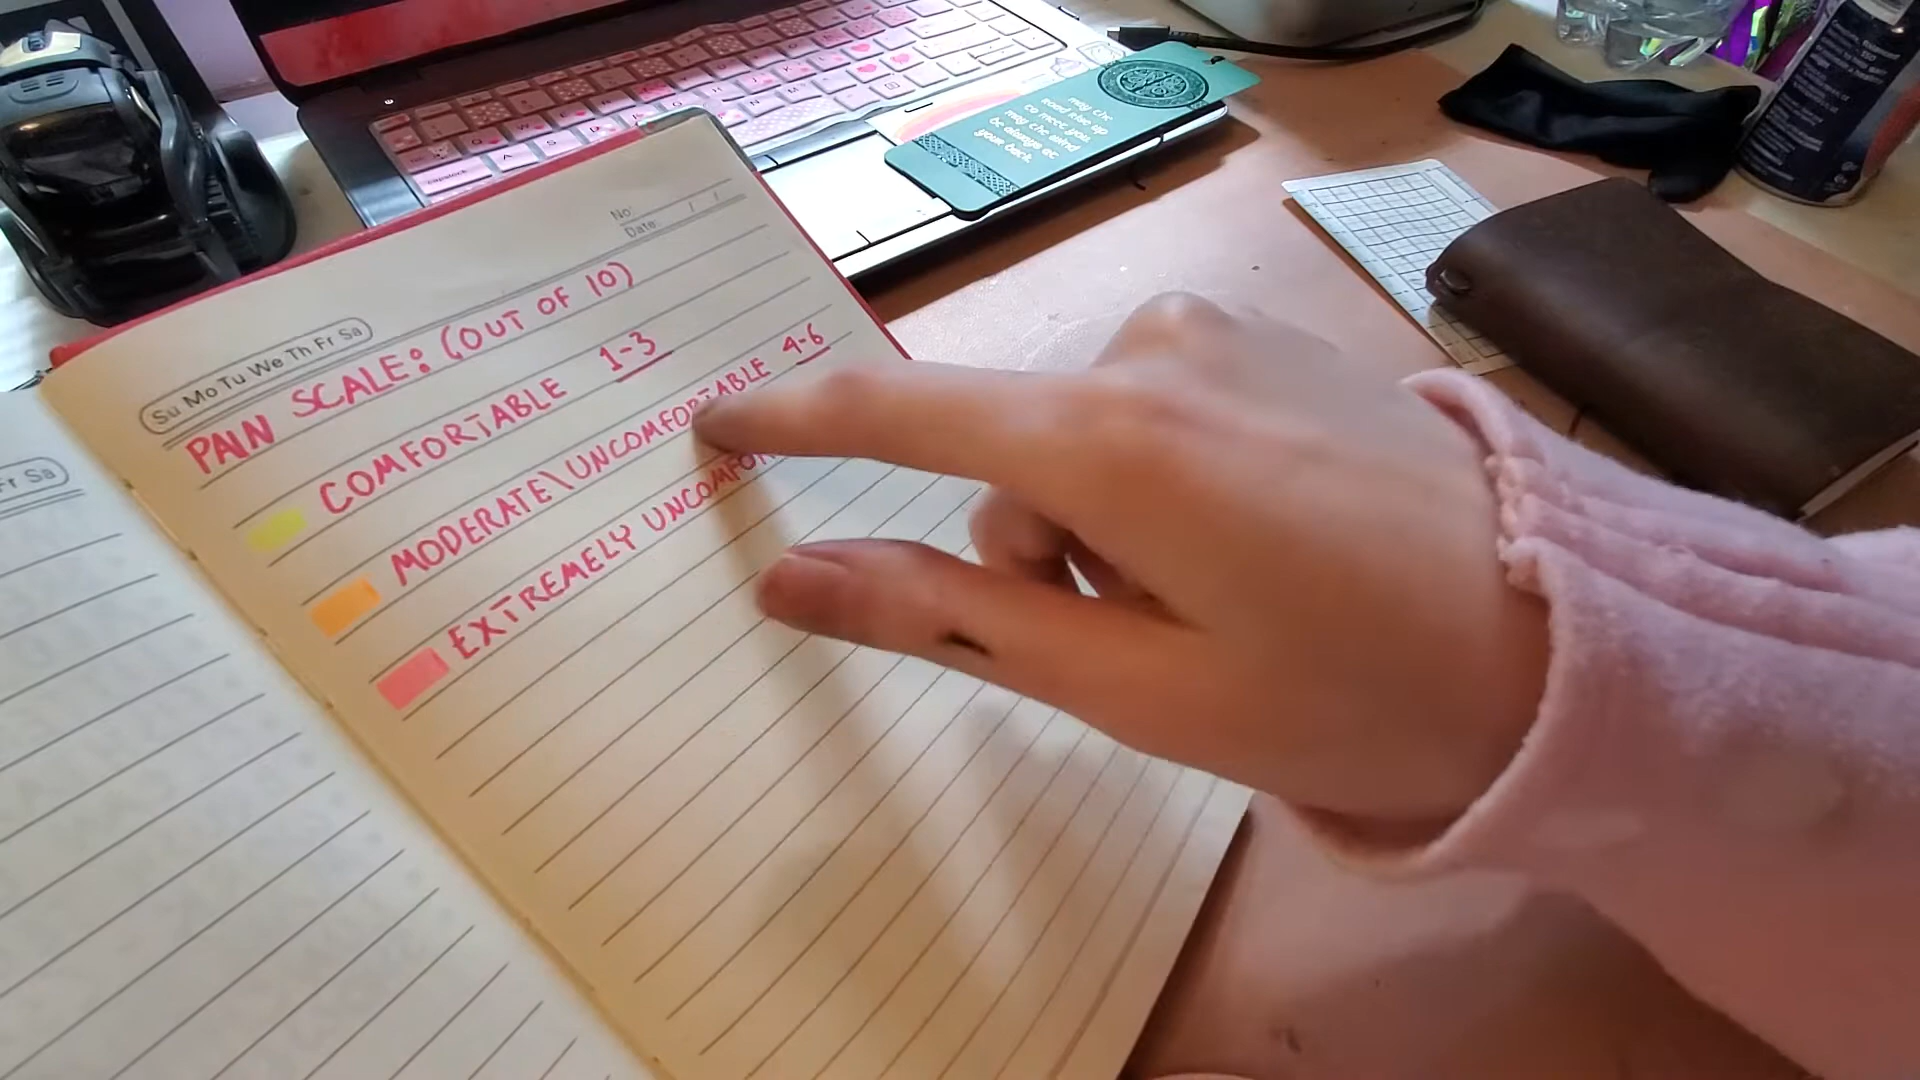 No:
Date: / /
Su Mo Tu We Th Fr Sa
PAIN SCALE: (OUT OF 10)
COMFORTABLE 1-3
MODERATE\UNCOMFORTABLE 4-6
EXTREMELY
Fr Sa
may the
road rise up
to meet you.
may the wind
be always at
your back.
capslock
A S